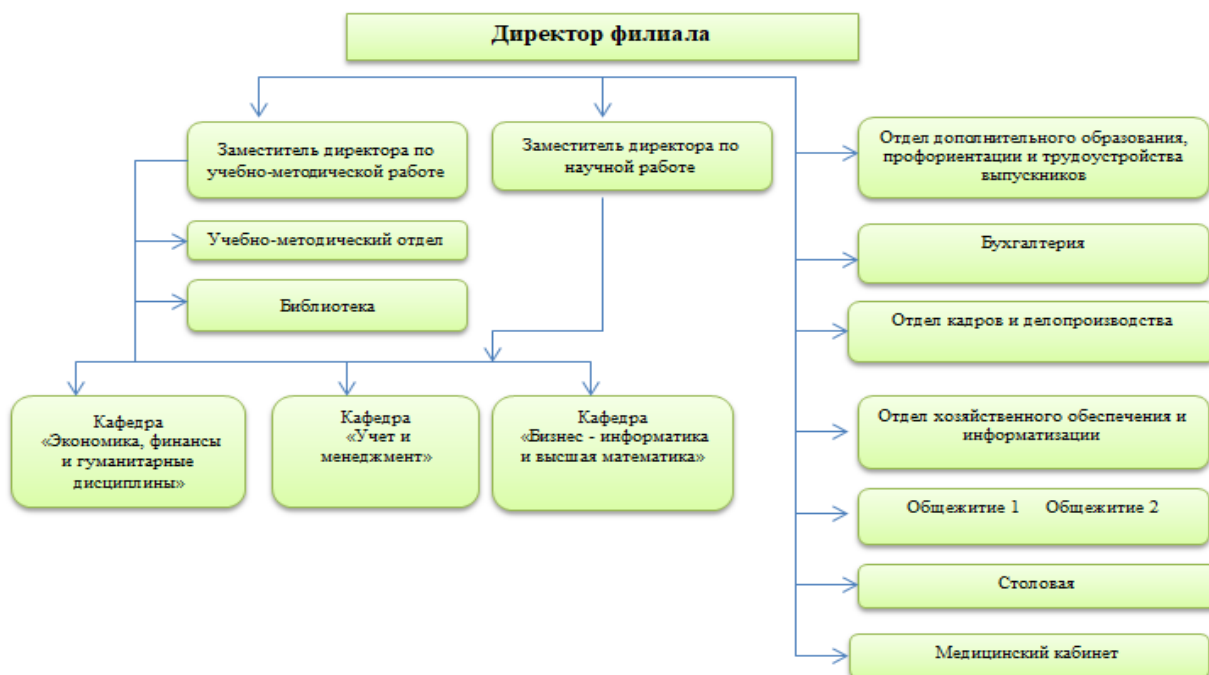 Директор филиала
Заместитель директора по
учебно-методической работе
Заместитель директора по
научной работе
Учебно-методический отдел
Библиотека
Кафедра
«Экономика, финансы
и гуманитарные
дисциплины»
Кафедра
«Учет и
менеджмент»
Кафедра
«Бизнес - информатика
и высшая математика»
Отдел дополнительного образования,
профориентации и трудоустройства
выпускников
Бухгалтерия
Отдел кадров и делопроизводства
Отдел хозяйственного обеспечения и
информатизации
Общежитие 1 Общежитие 2
Столовая
Медицинский кабинет